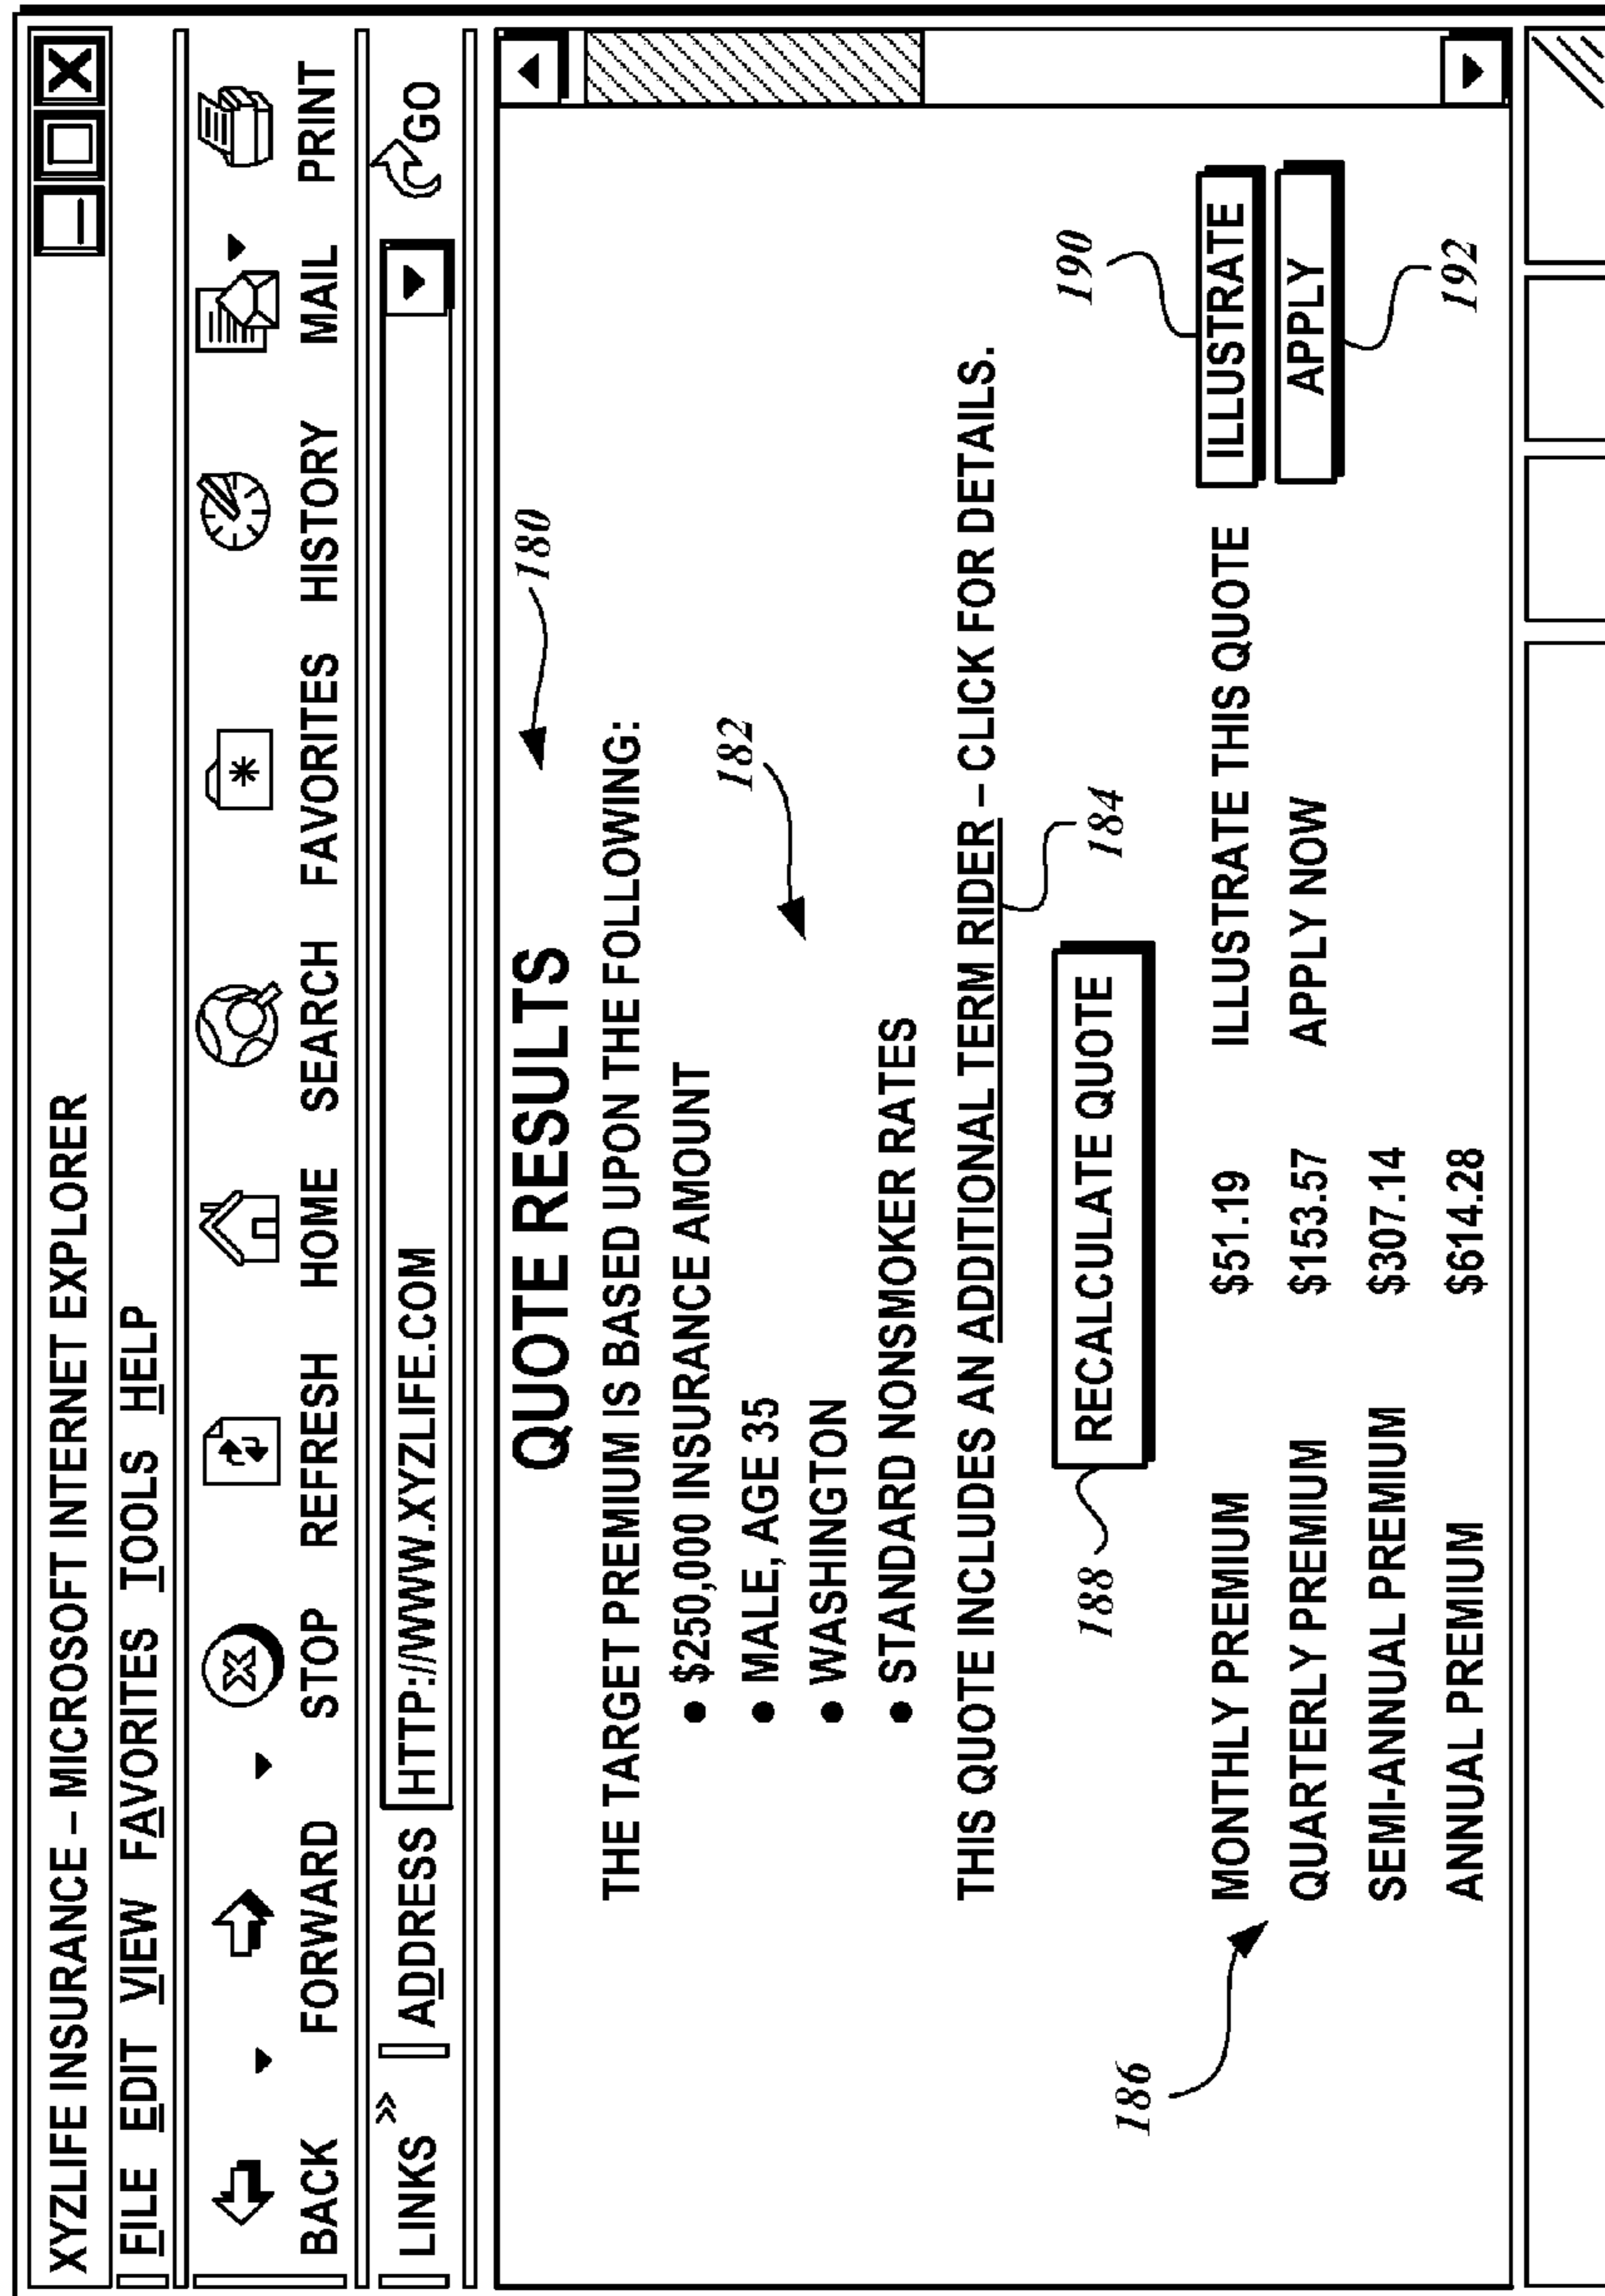 XYZLIFE INSURANCE – MICROSOFT INTERNET EXPLORER
FILE EDIT VIEW FAVORITES TOOLS HELP
BACK FORWARD STOP REFRESH HOME SEARCH FAVORITES HISTORY MAIL PRINT
LINKS » ADDRESS HTTP://WWW.XYZLIFE.COM GO
QUOTE RESULTS
180
THE TARGET PREMIUM IS BASED UPON THE FOLLOWING:
• $250,000 INSURANCE AMOUNT
182
• MALE, AGE 35
• WASHINGTON
• STANDARD NONSMOKER RATES
THIS QUOTE INCLUDES AN ADDITIONAL TERM RIDER – CLICK FOR DETAILS.
184
188 RECALCULATE QUOTE
190
186
MONTHLY PREMIUM $51.19 ILLUSTRATE THIS QUOTE ILLUSTRATE
QUARTERLY PREMIUM $153.57 APPLY NOW APPLY
SEMI-ANNUAL PREMIUM $307.14
192
ANNUAL PREMIUM $614.28